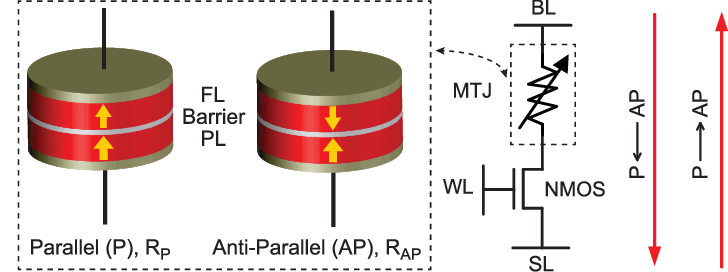 BL
FL
Barrier
PL
MTJ
WL
NMOS
SL
Parallel (P), RP
Anti-Parallel (AP), RAP
P ← AP
P → AP